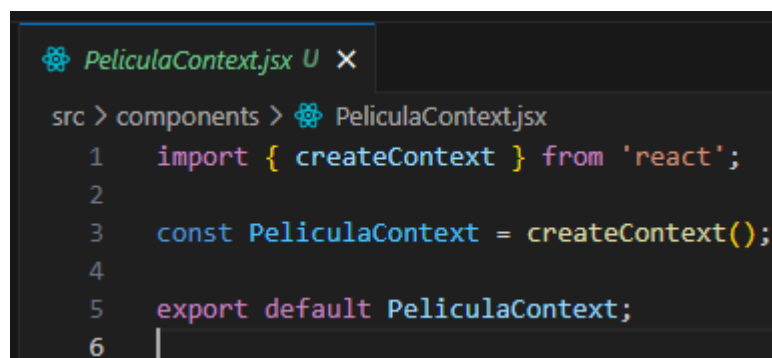 PeliculaContext.jsx U ×
src > components > PeliculaContext.jsx
1 import { createContext } from 'react';
2
3 const PeliculaContext = createContext();
4
5 export default PeliculaContext;
6